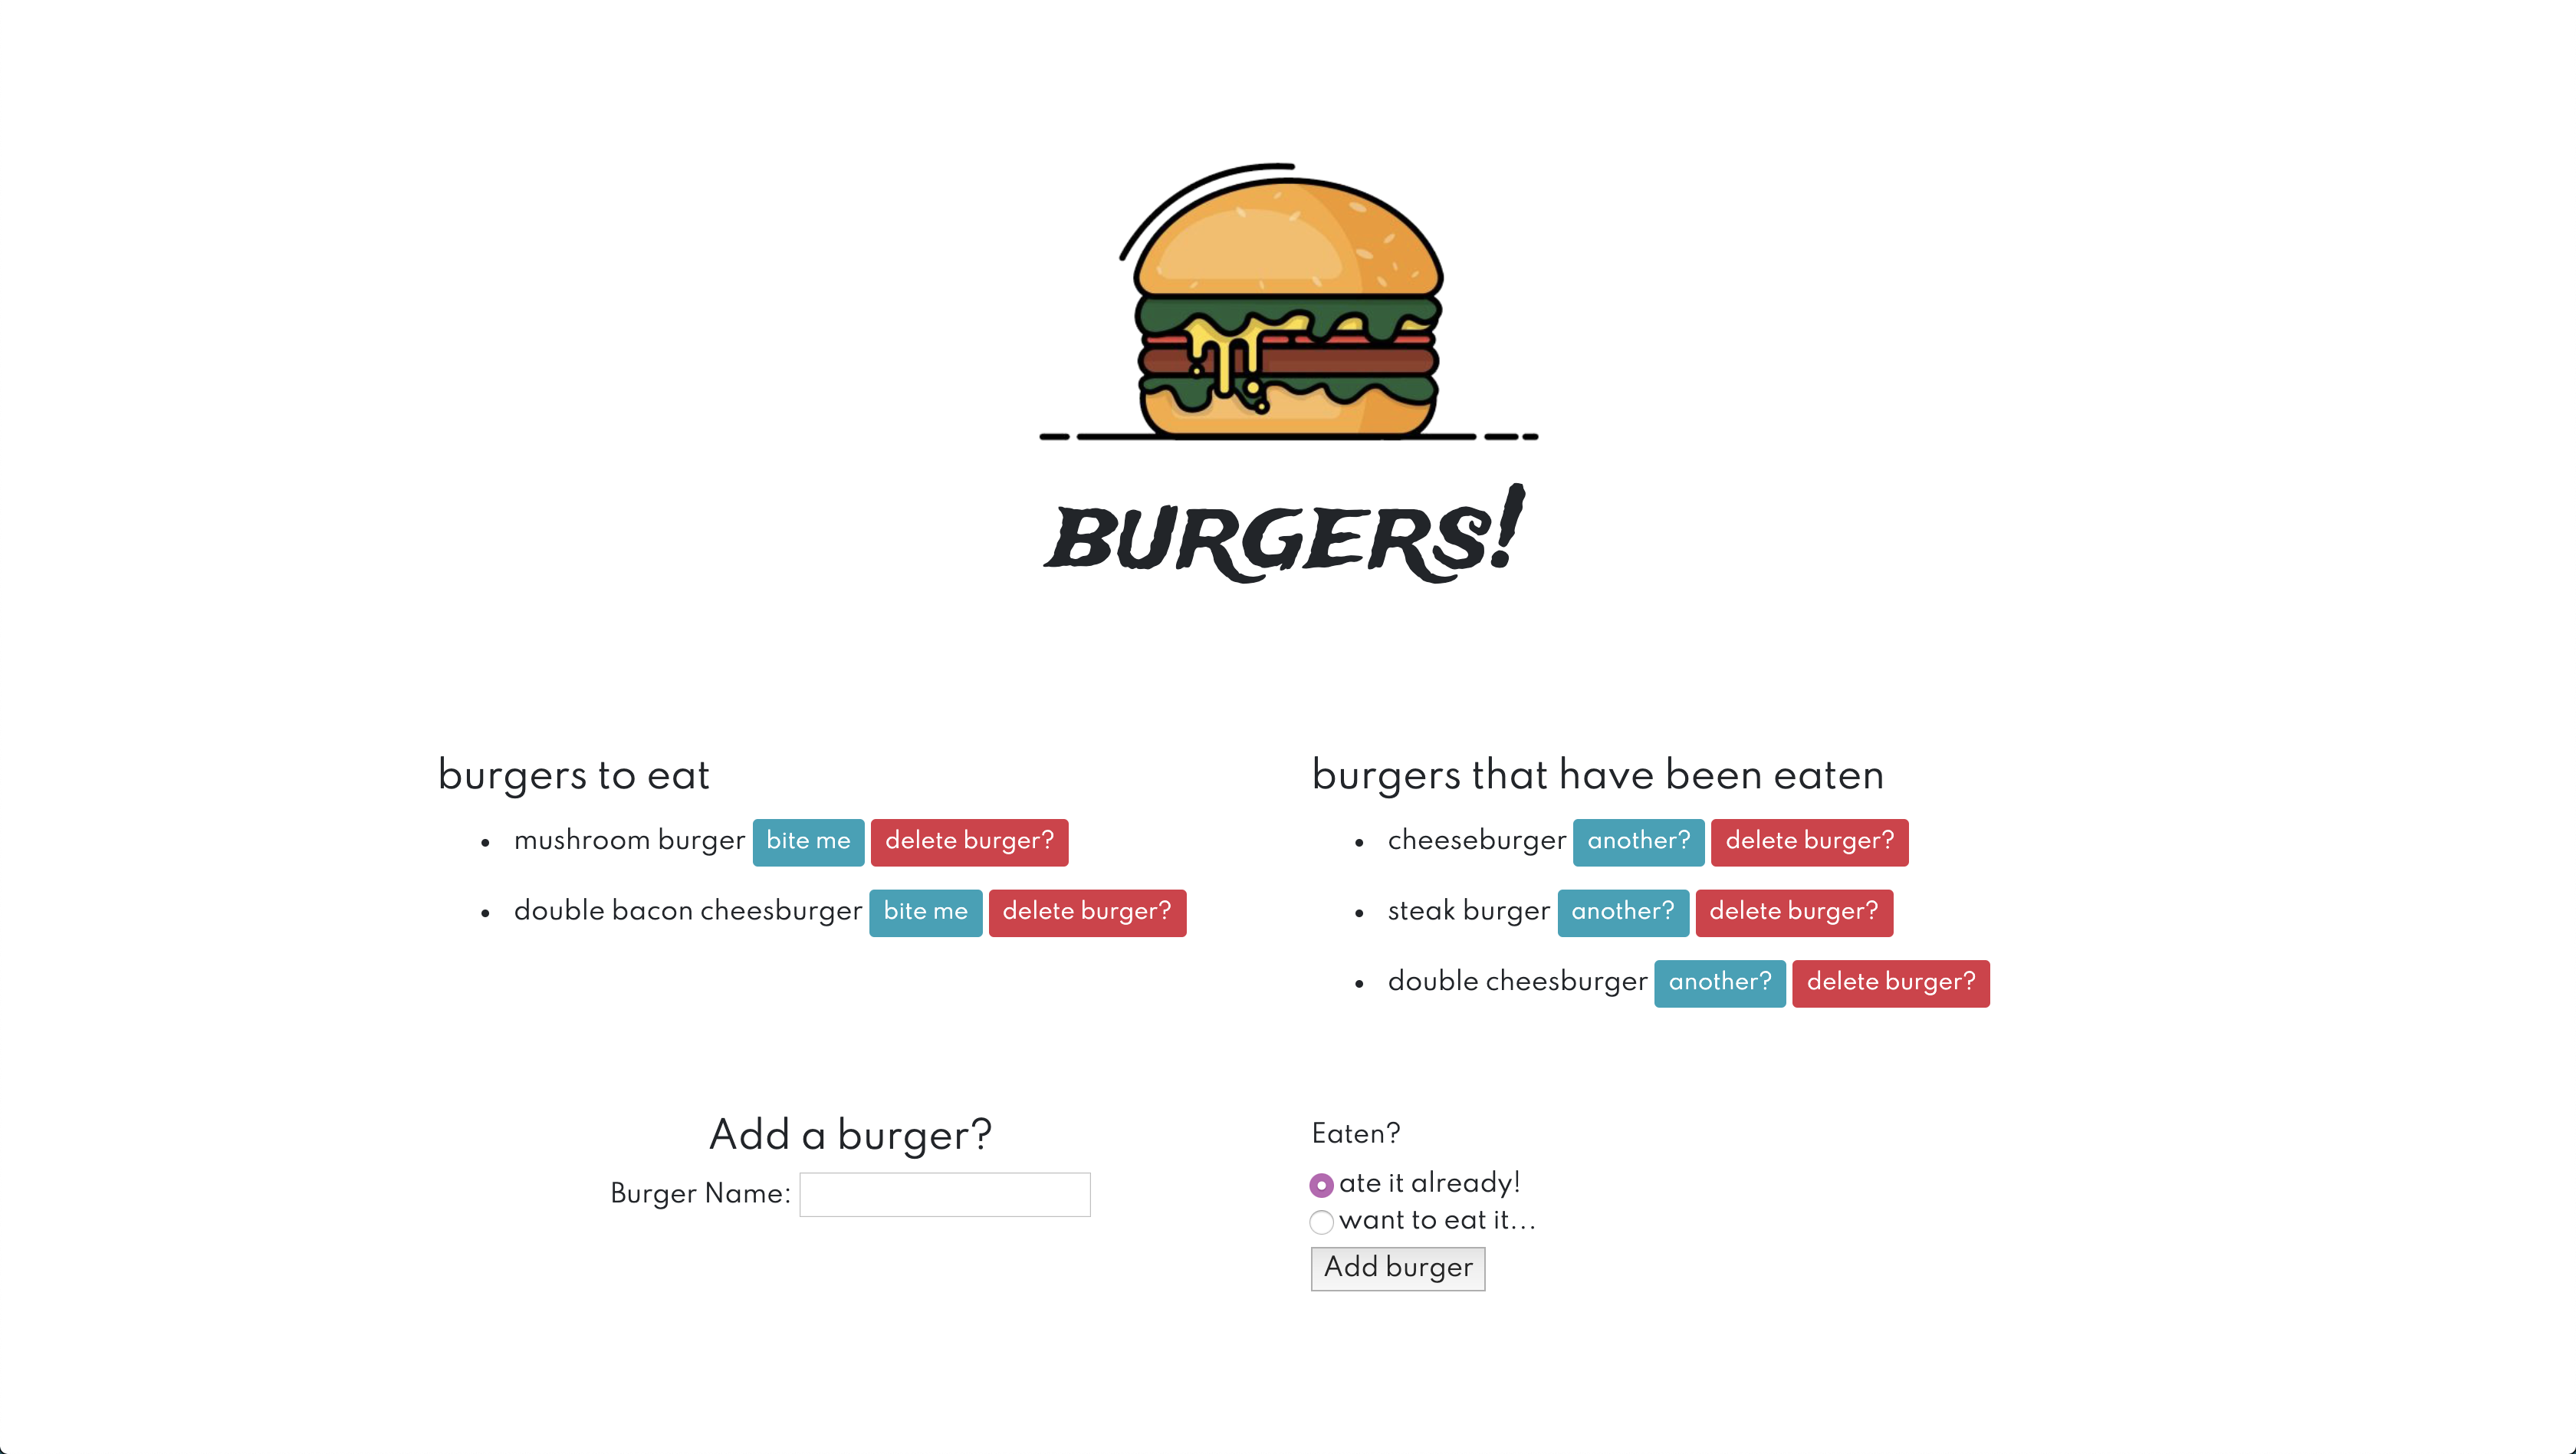 BURGERS!
burgers to eat
mushroom burger bite me delete burger?
double bacon cheesburger bite me delete burger?
burgers that have been eaten
cheeseburger another? delete burger?
steak burger another? delete burger?
double cheesburger another? delete burger?
Add a burger?
Burger Name:
Eaten?
ate it already!
want to eat it...
Add burger